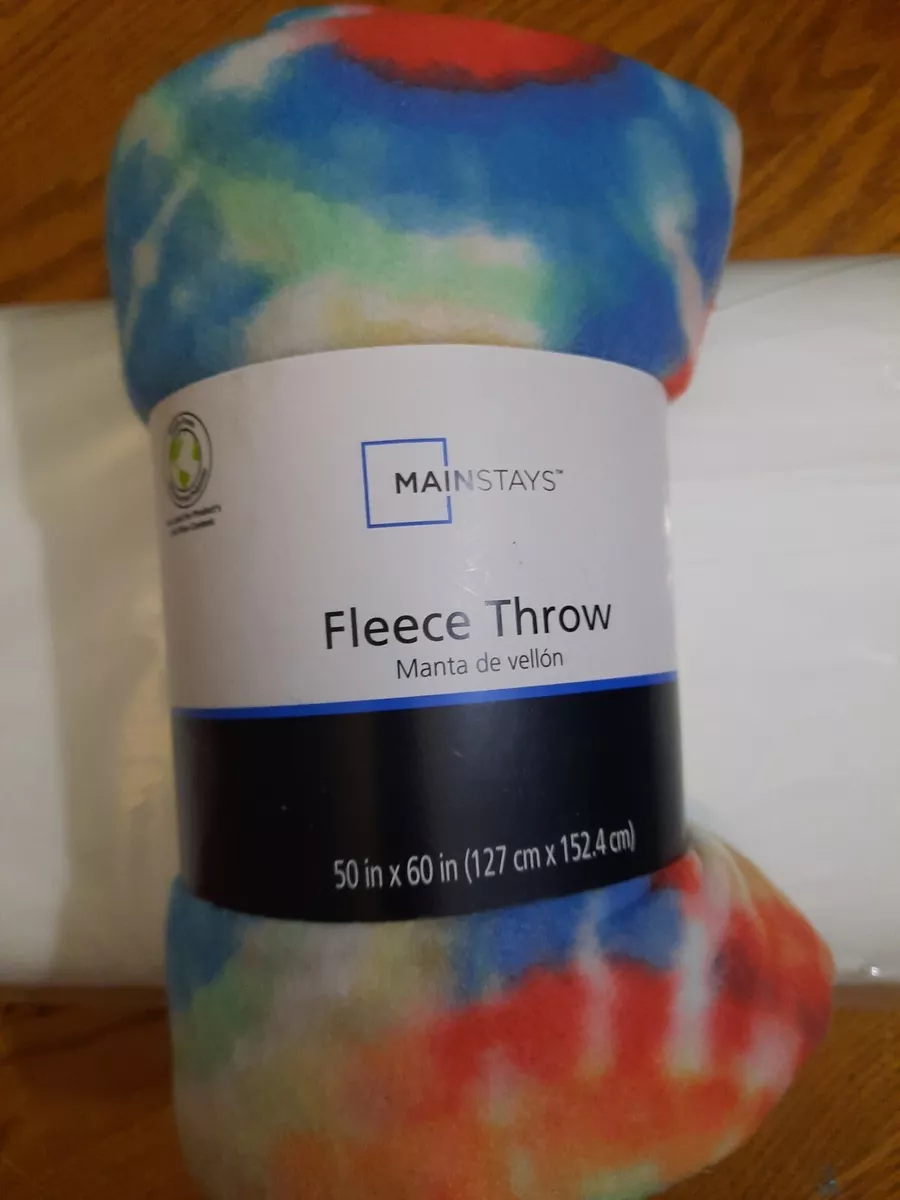 MAINSTAYS™
Fleece Throw
Manta de vellón
50 in x 60 in (127 cm x 152.4 cm)